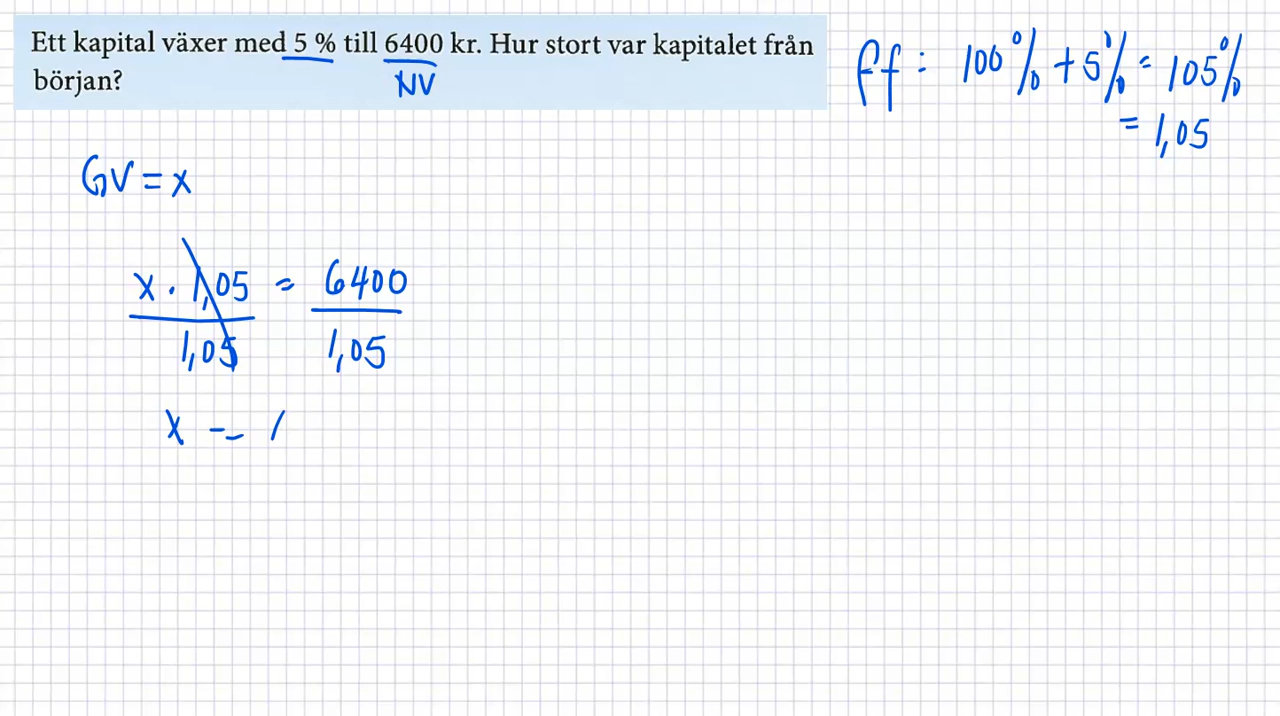 Ett kapital växer med 5 % till 6400 kr. Hur stort var kapitalet från
början?
NV
ff : 100% + 5% = 105%
= 1,05
GV = x
x · 1,05 = 6400
1,05 1,05
x =